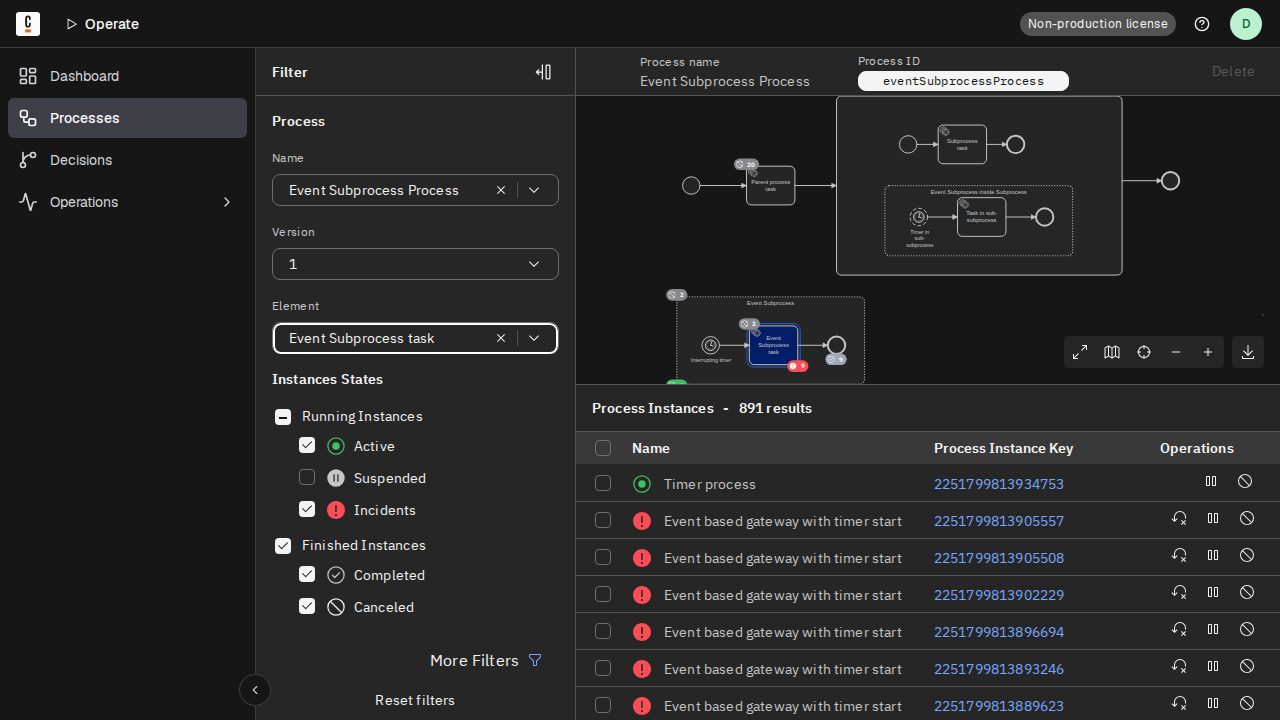 Operate
Non-production license
D
Dashboard
Processes
Decisions
Operations
Filter
Process
Name
Event Subprocess Process
Version
1
Element
Event Subprocess task
Instances States
Running Instances
Active
Suspended
Incidents
Finished Instances
Completed
Canceled
More Filters
Reset filters
Process name
Event Subprocess Process
Process ID
eventSubprocessProcess
Delete
20
Parent process
task
Subprocess
task
Event Subprocess inside Subprocess
Task in sub-
subprocess
Timer in
sub-
subprocess
2
Event Subprocess
2
Event
Subprocess
task
Interrupting timer
9
9
Process Instances - 891 results
Name
Process Instance Key
Operations
Timer process
2251799813934753
Event based gateway with timer start
2251799813905557
Event based gateway with timer start
2251799813905508
Event based gateway with timer start
2251799813902229
Event based gateway with timer start
2251799813896694
Event based gateway with timer start
2251799813893246
Event based gateway with timer start
2251799813889623